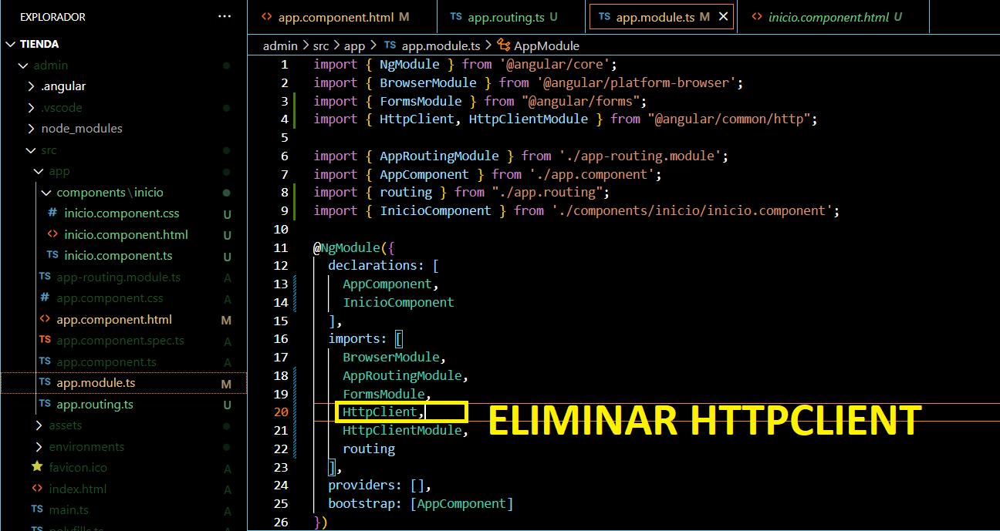 EXPLORADOR ···
app.component.html M
app.routing.ts U
app.module.ts M
inicio.component.html U
TIENDA
admin
.angular
.vscode
node_modules
src
app
components\inicio
# inicio.component.css U
<> inicio.component.html U
TS inicio.component.ts U
TS app-routing.module.ts A
# app.component.css A
<> app.component.html M
TS app.component.spec.ts A
TS app.component.ts A
TS app.module.ts M
TS app.routing.ts U
assets
environments
favicon.ico A
<> index.html A
TS main.ts A
TS polyfills.ts A
admin > src > app > TS app.module.ts > AppModule
1 import { NgModule } from '@angular/core';
2 import { BrowserModule } from '@angular/platform-browser';
3 import { FormsModule } from "@angular/forms";
4 import { HttpClient, HttpClientModule } from "@angular/common/http";
5
6 import { AppRoutingModule } from './app-routing.module';
7 import { AppComponent } from './app.component';
8 import { routing } from "./app.routing";
9 import { InicioComponent } from './components/inicio/inicio.component';
10
11 @NgModule({
12 declarations: [
13 AppComponent,
14 InicioComponent
15 ],
16 imports: [
17 BrowserModule,
18 AppRoutingModule,
19 FormsModule,
20 HttpClient,
21 HttpClientModule,
22 routing
23 ],
24 providers: [],
25 bootstrap: [AppComponent]
26 })
ELIMINAR HTTPCLIENT